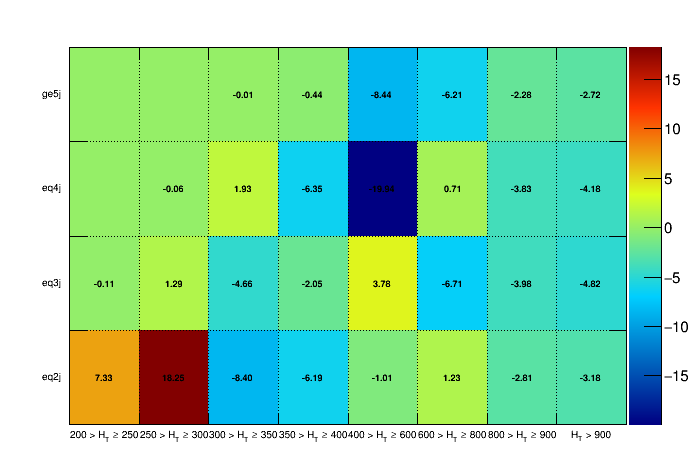 ge5j -0.01 -0.44 -8.44 -6.21 -2.28 -2.72
eq4j -0.06 1.93 -6.35 0.71 -3.83 -4.18
eq3j -0.11 1.29 -4.66 -2.05 3.78 -6.71 -3.98 -4.82
eq2j 7.33 18.25 -8.40 -6.19 -1.01 1.23 -2.81 -3.18
200 > H_T ≥ 250 250 > H_T ≥ 300 300 > H_T ≥ 350 350 > H_T ≥ 400 400 > H_T ≥ 600 600 > H_T ≥ 800 800 > H_T ≥ 900 H_T > 900
15
10
5
0
−5
−10
−15